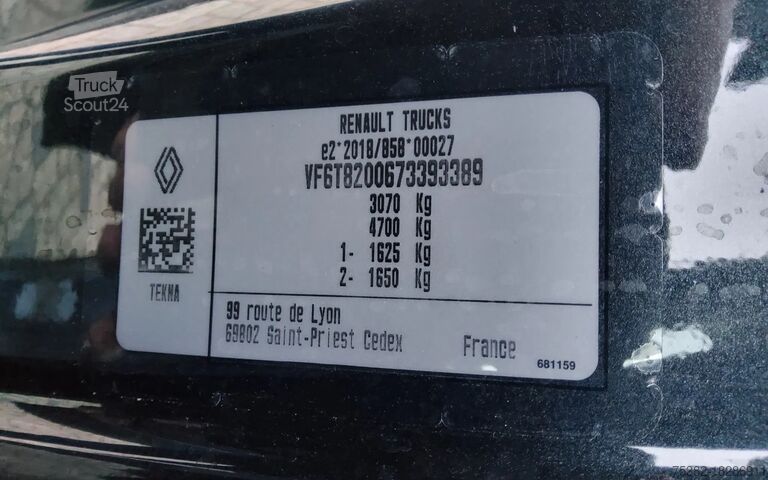 Truck
Scout24
RENAULT TRUCKS
e2*2018/858*00027
VF6T8200673393389
3070 Kg
4700 Kg
1- 1625 Kg
2- 1650 Kg
TEKNA
99 route de Lyon
69802 Saint-Priest Cedex
France
681159